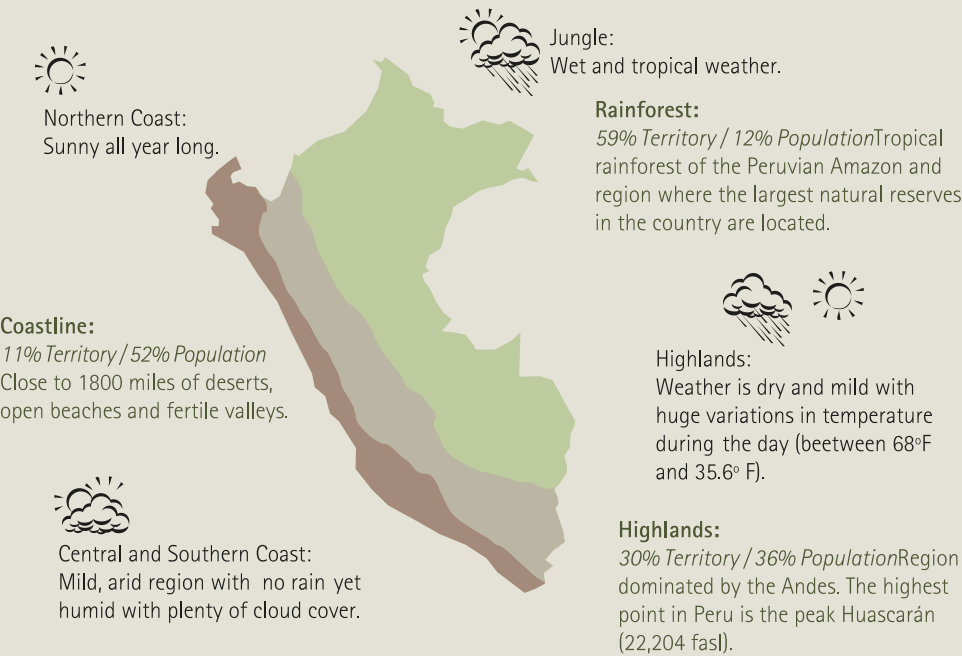 Jungle:
Wet and tropical weather.
Northern Coast:
Sunny all year long.
Rainforest:
59% Territory / 12% PopulationTropical
rainforest of the Peruvian Amazon and
region where the largest natural reserves
in the country are located.
Coastline:
11% Territory / 52% Population
Close to 1800 miles of deserts,
open beaches and fertile valleys.
Highlands:
Weather is dry and mild with
huge variations in temperature
during the day (beetween 68ºF
and 35.6º F).
Central and Southern Coast:
Mild, arid region with no rain yet
humid with plenty of cloud cover.
Highlands:
30% Territory / 36% PopulationRegion
dominated by the Andes. The highest
point in Peru is the peak Huascarán
(22,204 fasl).